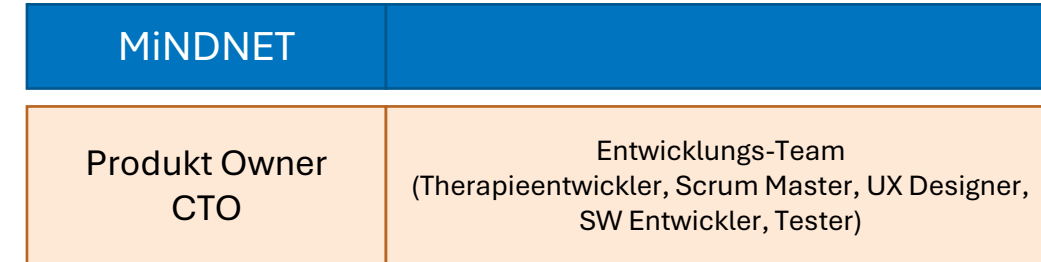 MiNDNET
Produkt Owner
CTO
Entwicklungs-Team
(Therapieentwickler, Scrum Master, UX Designer,
SW Entwickler, Tester)